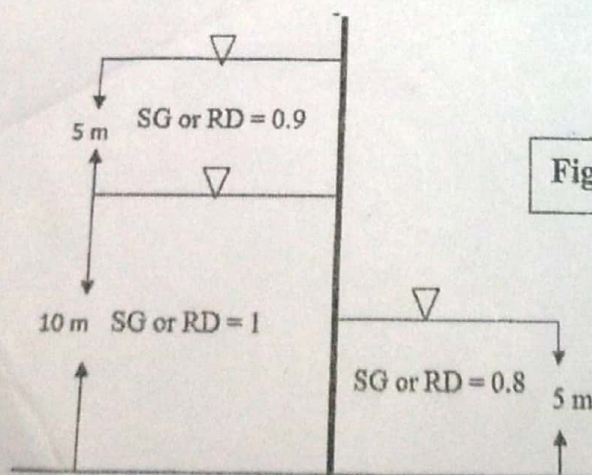 SG or RD = 0.9
5 m
Fig
10 m SG or RD = 1
SG or RD = 0.8
5 m